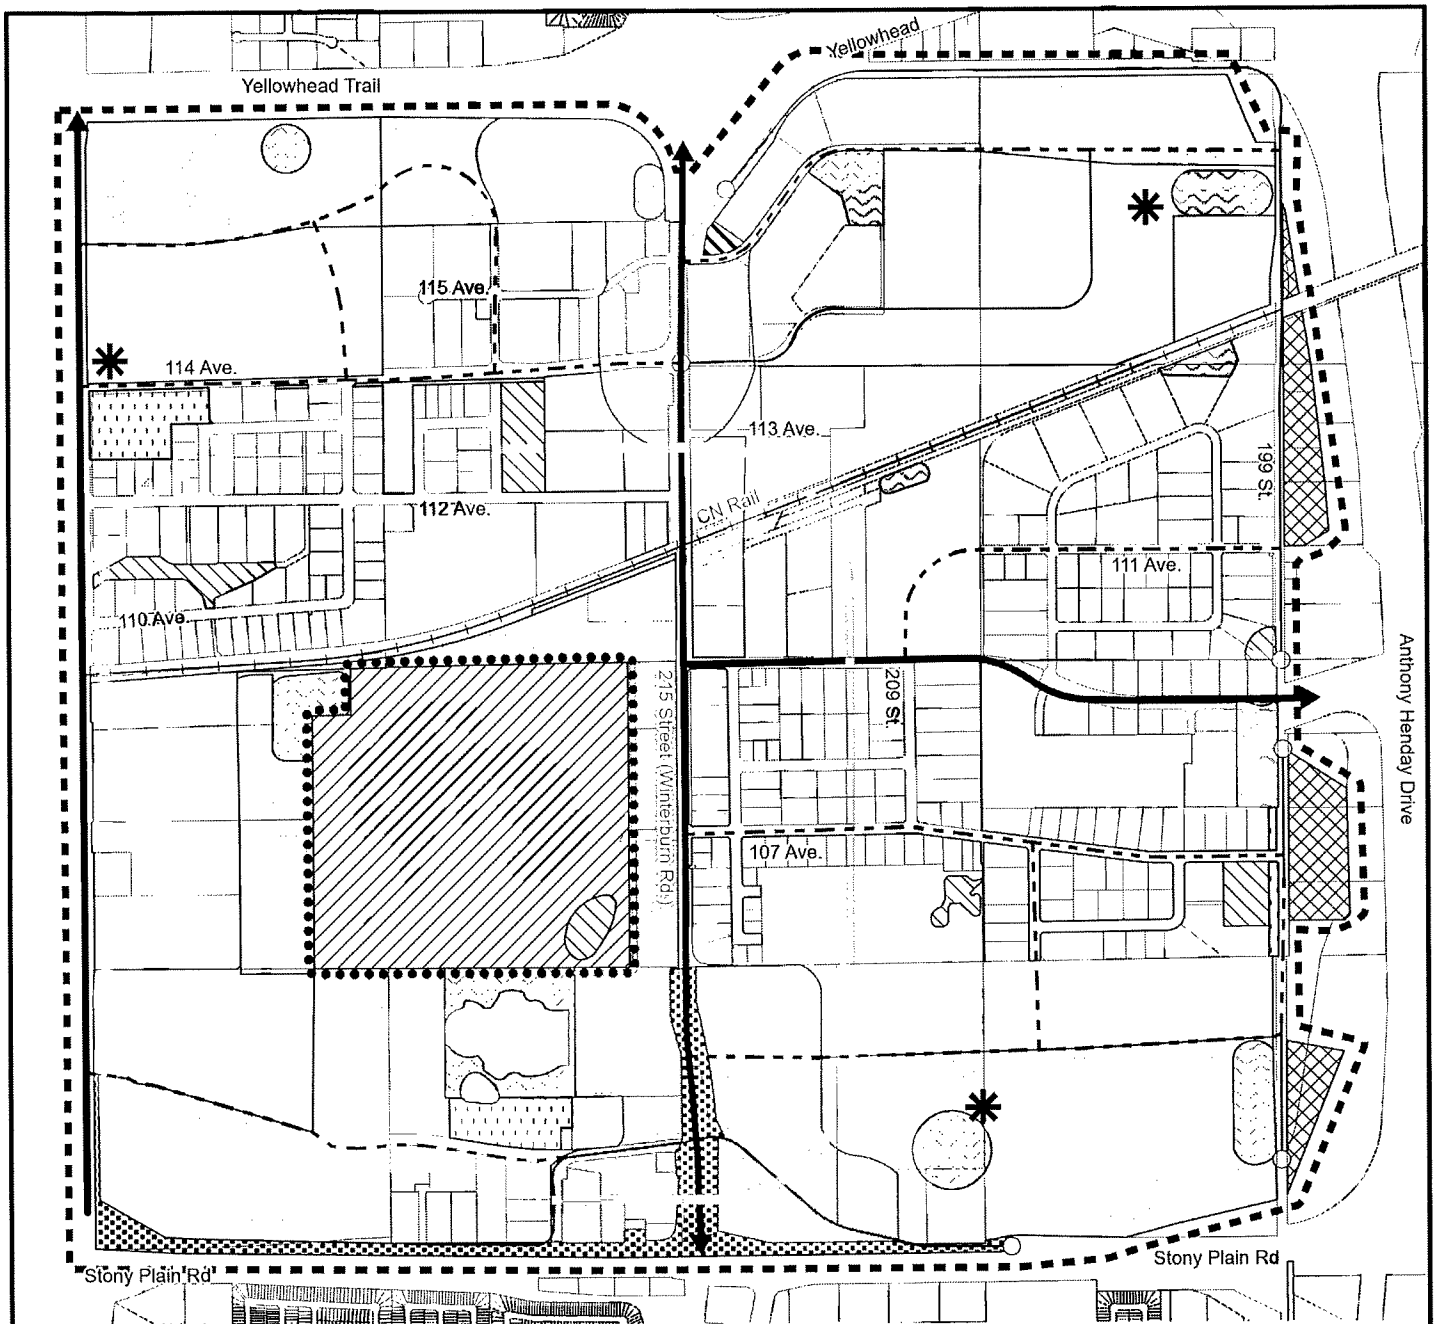 Yellowhead
Yellowhead Trail
115 Ave.
114 Ave.
113 Ave.
199 St.
CN Rail
112 Ave.
111 Ave.
110 Ave.
Anthony Henday Drive
215 Street (Winterburn Rd.)
209 St.
107 Ave.
Stony Plain Rd
Stony Plain Rd